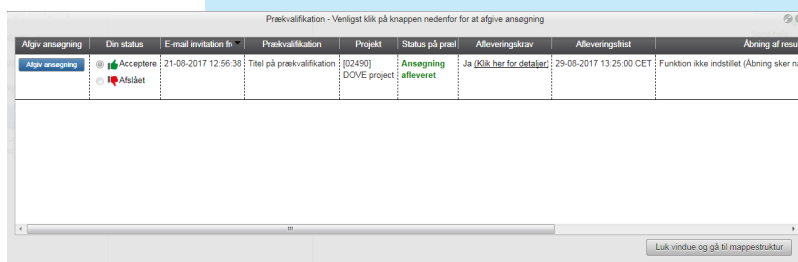 Prækvalifikation - Venligst klik på knappen nedenfor for at afgive ansøgning
Afgiv ansøgning Din status E-mail invitation fr Prækvalifikation Projekt Status på præl Afleveringskrav Afleveringsfrist Åbning af resu
Afgiv ansøgning Acceptere 21-08-2017 12:56:38 Titel på prækvalifikation [02490] Ansøgning Ja (Klik her for detaljer) 29-08-2017 13:25:00 CET Funktion ikke indstillet (Åbning sker na
Afslået DOVE project afleveret
Luk vindue og gå til mappestruktur